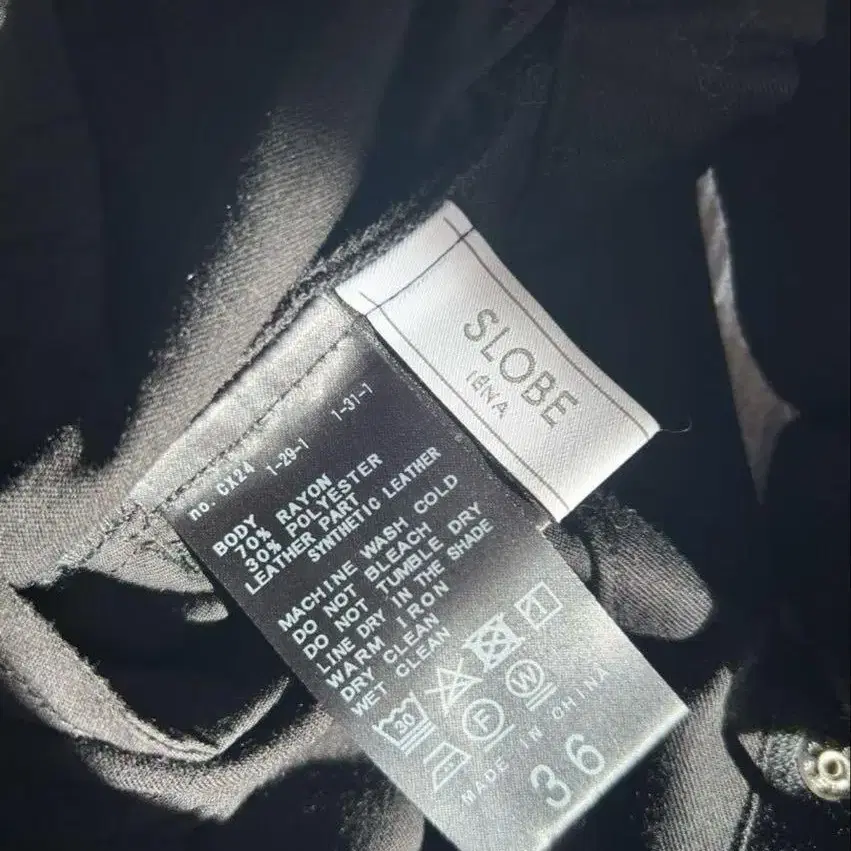 SLOBE
IÉNA
no. CX24
1-29-1
1-31-1
BODY
70% RAYON
30% POLYESTER
LEATHER PART
SYNTHETIC LEATHER
MACHINE WASH COLD
DO NOT BLEACH
DO NOT TUMBLE DRY
LINE DRY IN THE SHADE
WARM IRON
DRY CLEAN
WET CLEAN
30
F
W
MADE IN CHINA
36